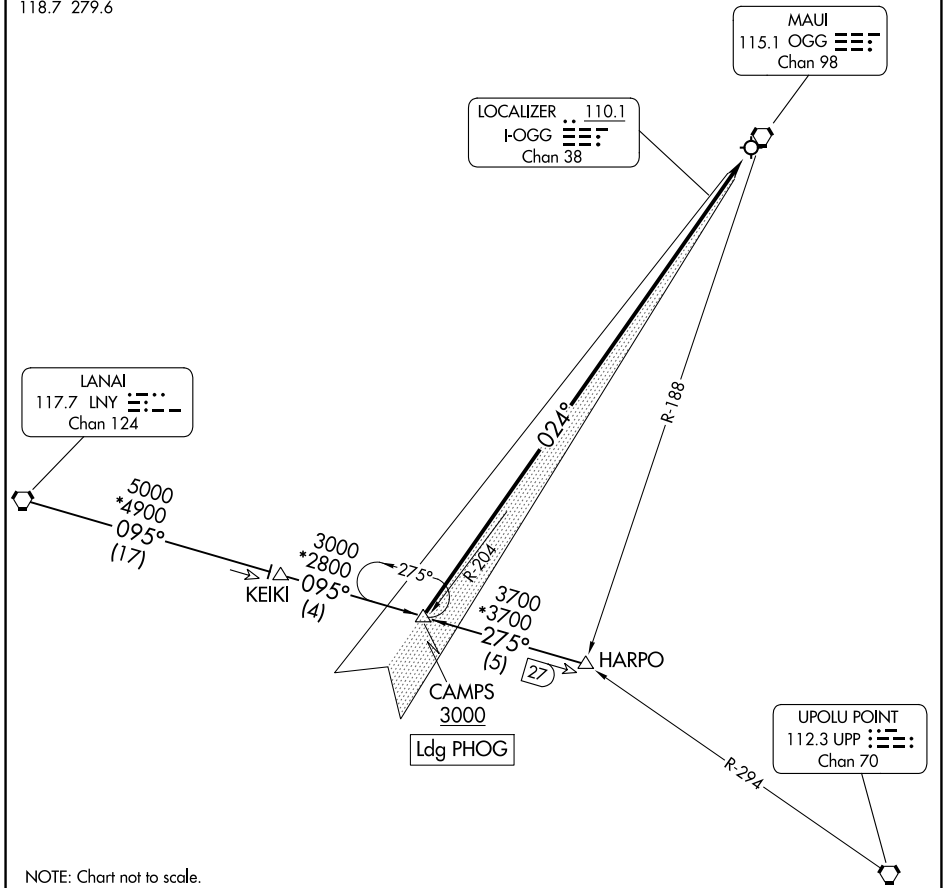 118.7 279.6
MAUI
115.1 OGG
Chan 98
LOCALIZER 110.1
I-OGG
Chan 38
R-188
024°
LANAI
117.7 LNY
Chan 124
5000
*4900
095°
(17)
KEIKI
3000
*2800
095°
(4)
275°
R-204
3700
*3700
275°
(5)
27
HARPO
CAMPS
3000
Ldg PHOG
UPOLU POINT
112.3 UPP
Chan 70
R-294
NOTE: Chart not to scale.